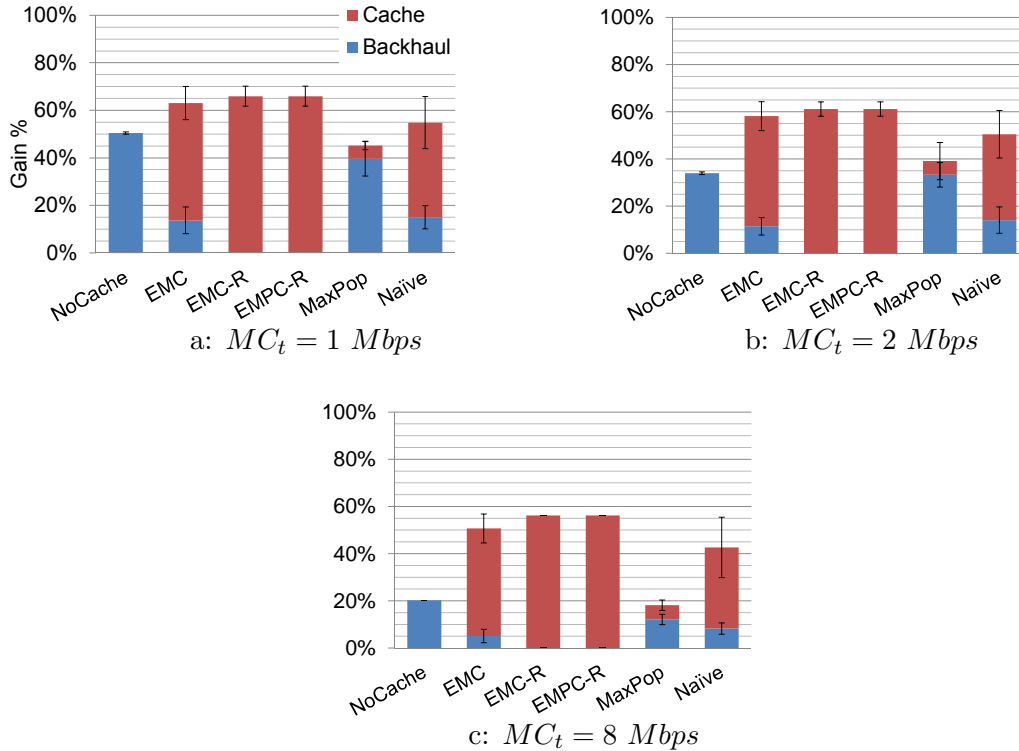 100%
80%
60%
40%
20%
0%
Gain %
Cache
Backhaul
NoCache
EMC
EMC-R
EMPC-R
MaxPop
Naïve
a: MC_t = 1 Mbps
100%
80%
60%
40%
20%
0%
NoCache
EMC
EMC-R
EMPC-R
MaxPop
Naïve
b: MC_t = 2 Mbps
100%
80%
60%
40%
20%
0%
NoCache
EMC
EMC-R
EMPC-R
MaxPop
Naïve
c: MC_t = 8 Mbps